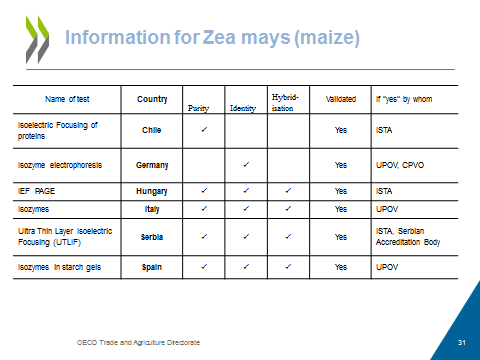 Information for Zea mays (maize)
Name of test Country Purity Identity Hybrid-
isation Validated If "yes" by whom
Isoelectric Focusing of
proteins Chile ✓ Yes ISTA
Isozyme electrophoresis Germany ✓ Yes UPOV, CPVO
IEF PAGE Hungary ✓ ✓ ✓ Yes ISTA
Isozymes Italy ✓ ✓ ✓ Yes UPOV
Ultra Thin Layer Isoelectric
Focusing (UTLIF) Serbia ✓ ✓ ✓ Yes ISTA, Serbian
Accreditation Body
Isozymes in starch gels Spain ✓ ✓ ✓ Yes UPOV
OECD Trade and Agriculture Directorate 31